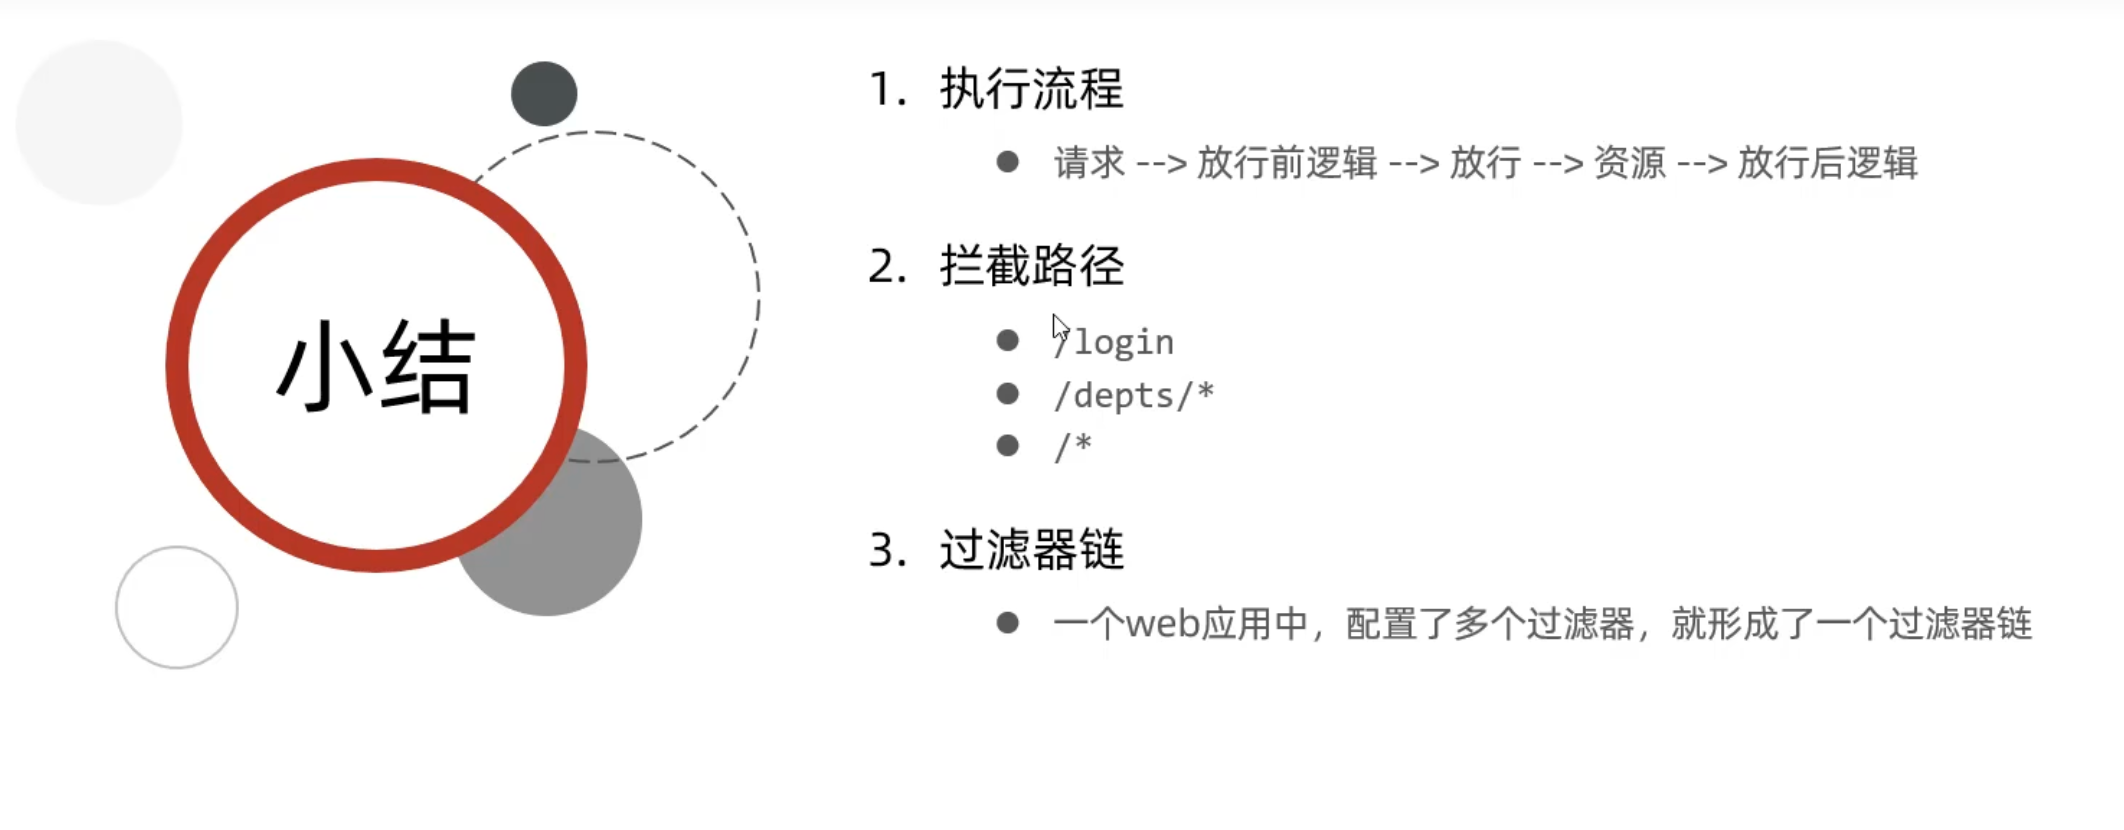 小结
1. 执行流程
● 请求 --> 放行前逻辑 --> 放行 --> 资源 --> 放行后逻辑
2. 拦截路径
● /login
● /depts/*
● /*
3. 过滤器链
● 一个web应用中，配置了多个过滤器，就形成了一个过滤器链